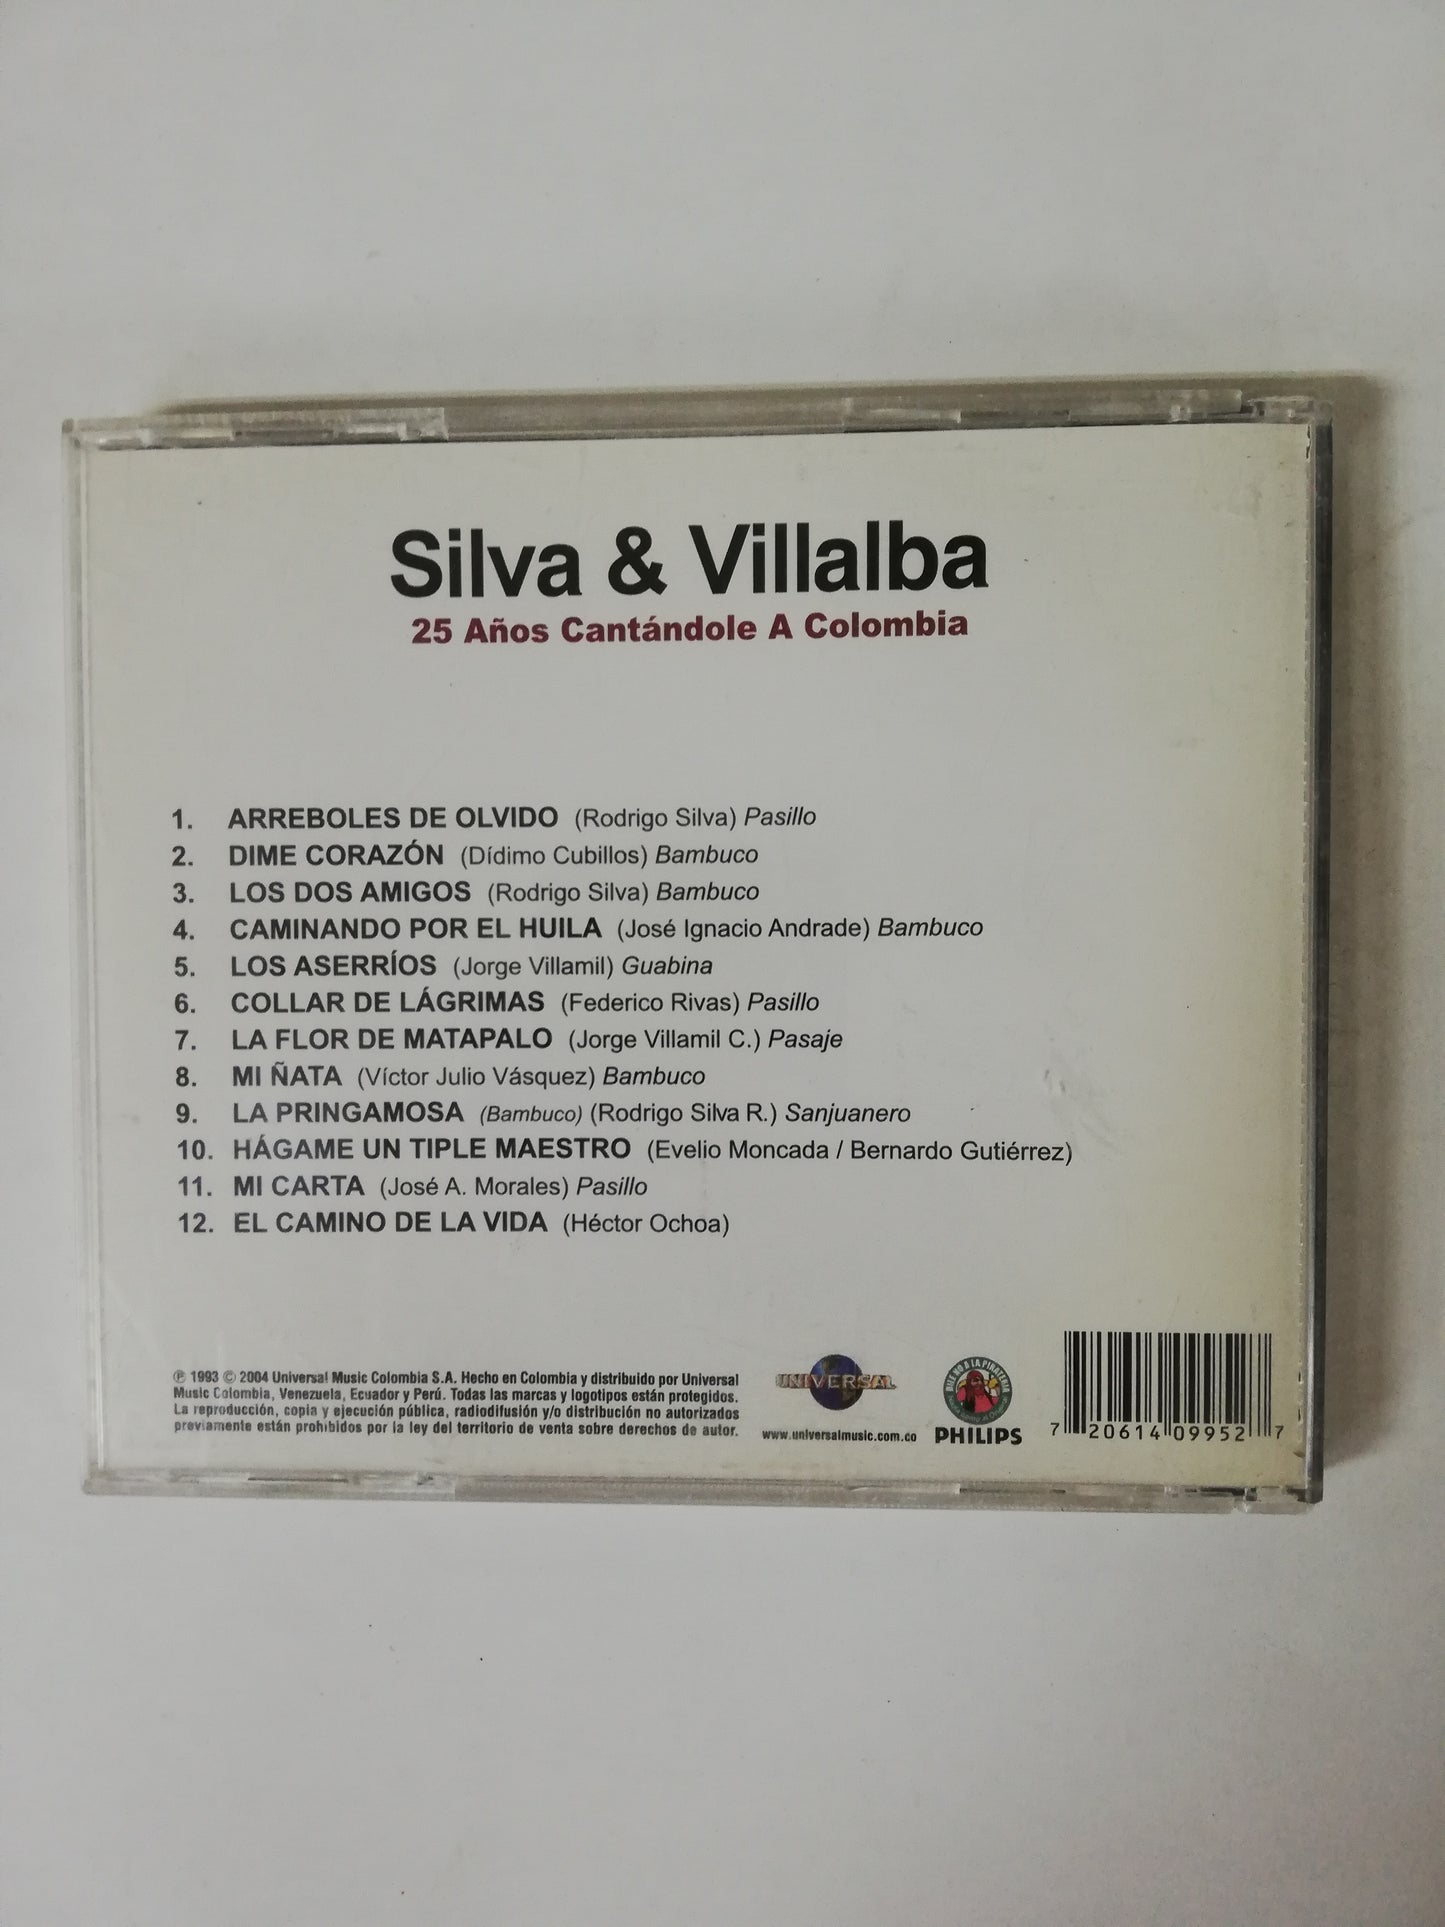 Silva & Villalba
25 Años Cantándole A Colombia
1. ARREBOLES DE OLVIDO (Rodrigo Silva) Pasillo
2. DIME CORAZÓN (Dídimo Cubillos) Bambuco
3. LOS DOS AMIGOS (Rodrigo Silva) Bambuco
4. CAMINANDO POR EL HUILA (José Ignacio Andrade) Bambuco
5. LOS ASERRÍOS (Jorge Villamil) Guabina
6. COLLAR DE LÁGRIMAS (Federico Rivas) Pasillo
7. LA FLOR DE MATAPALO (Jorge Villamil C.) Pasaje
8. MI ÑATA (Víctor Julio Vásquez) Bambuco
9. LA PRINGAMOSA (Bambuco) (Rodrigo Silva R.) Sanjuanero
10. HÁGAME UN TIPLE MAESTRO (Evelio Moncada / Bernardo Gutiérrez)
11. MI CARTA (José A. Morales) Pasillo
12. EL CAMINO DE LA VIDA (Héctor Ochoa)
℗ 1993 © 2004 Universal Music Colombia S.A. Hecho en Colombia y distribuido por Universal
Music Colombia, Venezuela, Ecuador y Perú. Todas las marcas y logotipos están protegidos.
La reproducción, copia y ejecución pública, radiodifusión y/o distribución no autorizados
previamente están prohibidos por la ley del territorio de venta sobre derechos de autor.
UNIVERSAL
www.universalmusic.com.co
A LA PIRATERIA
PHILIPS
7 20614 09952 7